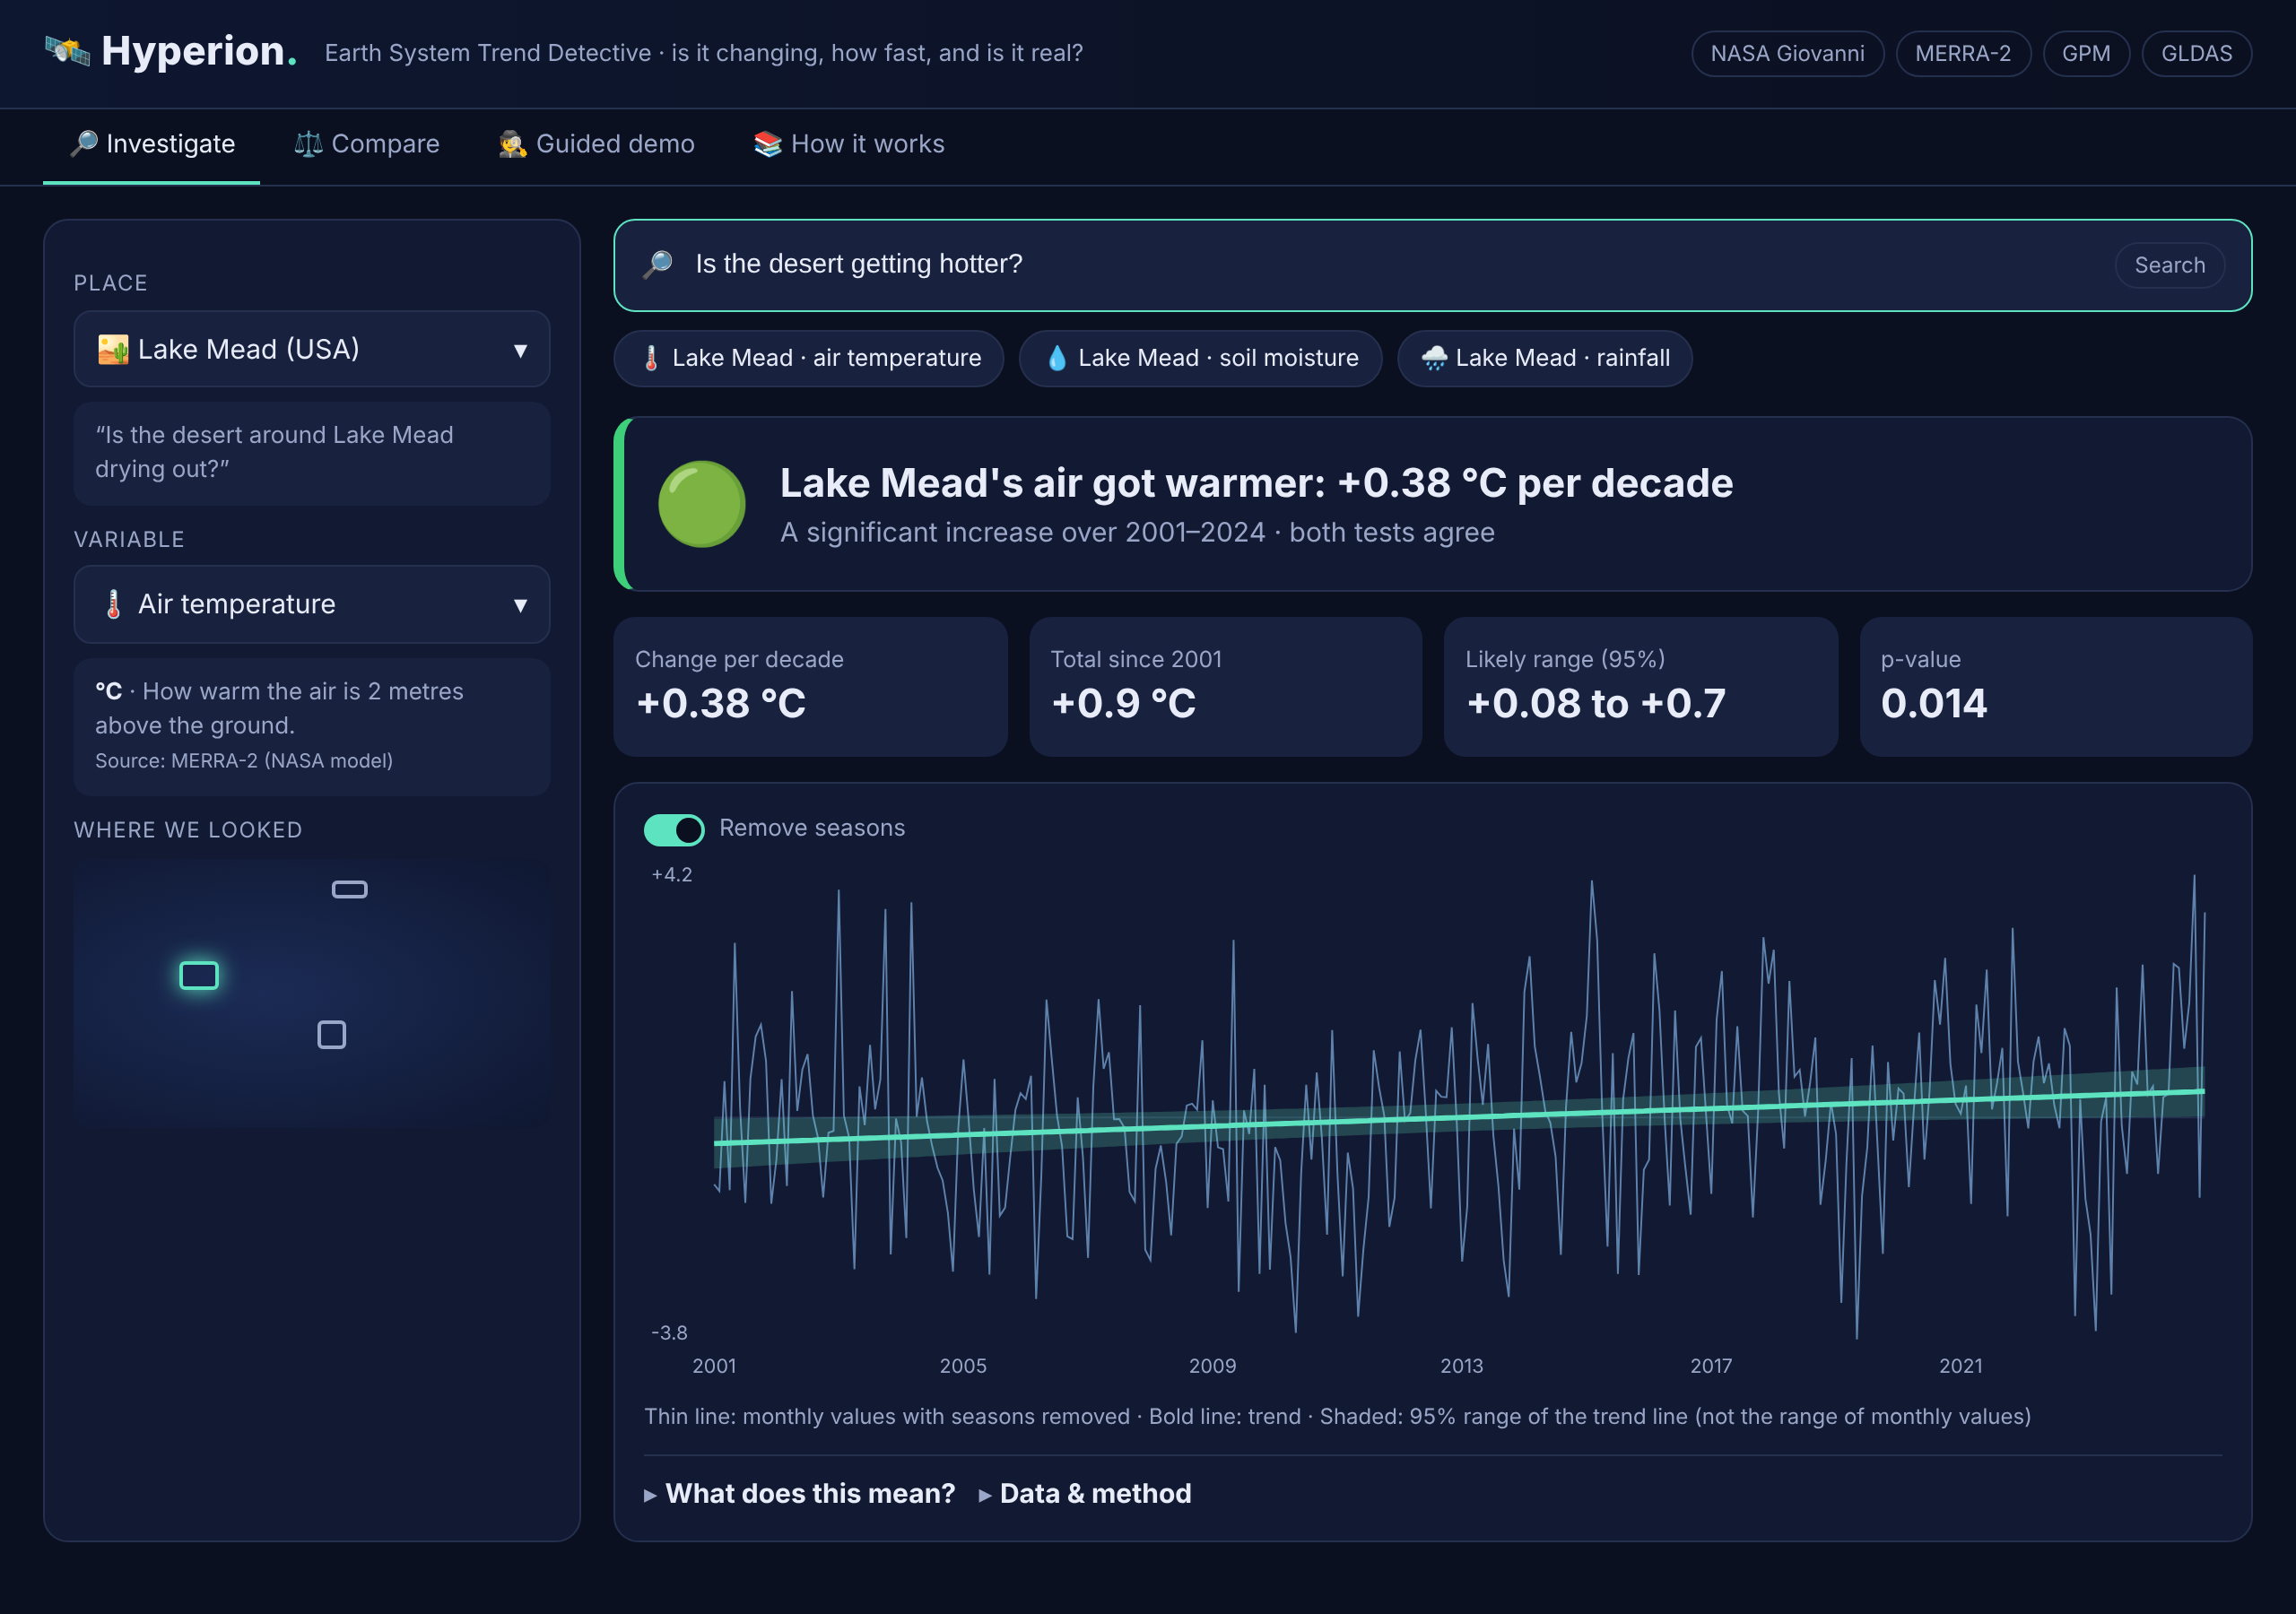 Hyperion.
Earth System Trend Detective · is it changing, how fast, and is it real?
NASA Giovanni
MERRA-2
GPM
GLDAS
Investigate
Compare
Guided demo
How it works
PLACE
Lake Mead (USA)
“Is the desert around Lake Mead
drying out?”
VARIABLE
Air temperature
°C · How warm the air is 2 metres
above the ground.
Source: MERRA-2 (NASA model)
WHERE WE LOOKED
Is the desert getting hotter?
Search
Lake Mead · air temperature
Lake Mead · soil moisture
Lake Mead · rainfall
Lake Mead's air got warmer: +0.38 °C per decade
A significant increase over 2001–2024 · both tests agree
Change per decade
+0.38 °C
Total since 2001
+0.9 °C
Likely range (95%)
+0.08 to +0.7
p-value
0.014
Remove seasons
+4.2
-3.8
2001
2005
2009
2013
2017
2021
Thin line: monthly values with seasons removed · Bold line: trend · Shaded: 95% range of the trend line (not the range of monthly values)
▸ What does this mean?
▸ Data & method